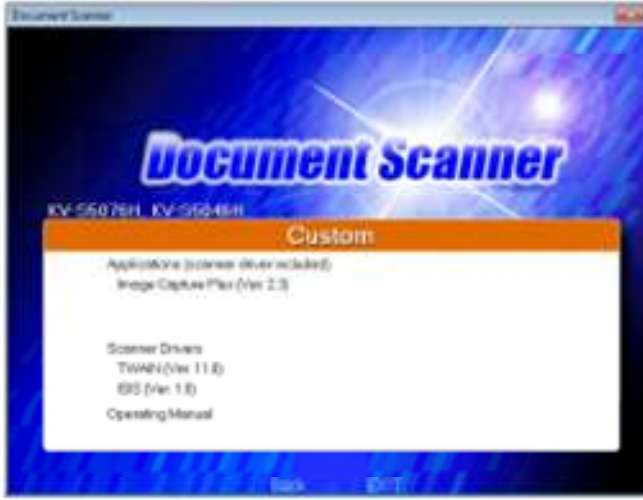 Document Scanner
Document Scanner
KV-S5076H, KV-S5046H
Custom
Applications (scanner driver included)
Image Capture Plus (Ver. 2.3)
Scanner Drivers
TWAIN (Ver. 11.8)
ISIS (Ver. 1.8)
Operating Manual
Back EXIT